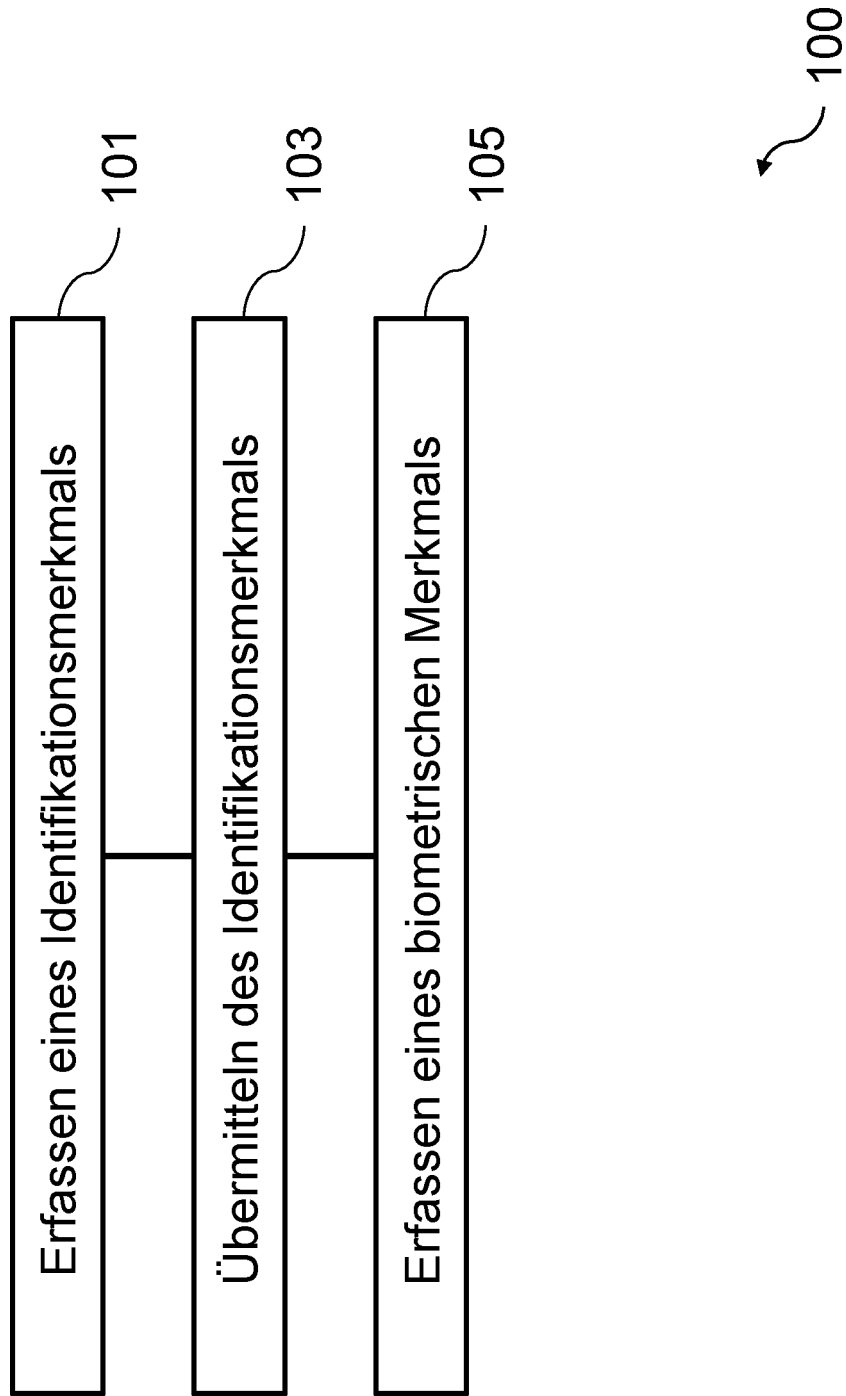 Erfassen eines Identifikationsmerkmals
101
Übermitteln des Identifikationsmerkmals
103
Erfassen eines biometrischen Merkmals
105
100